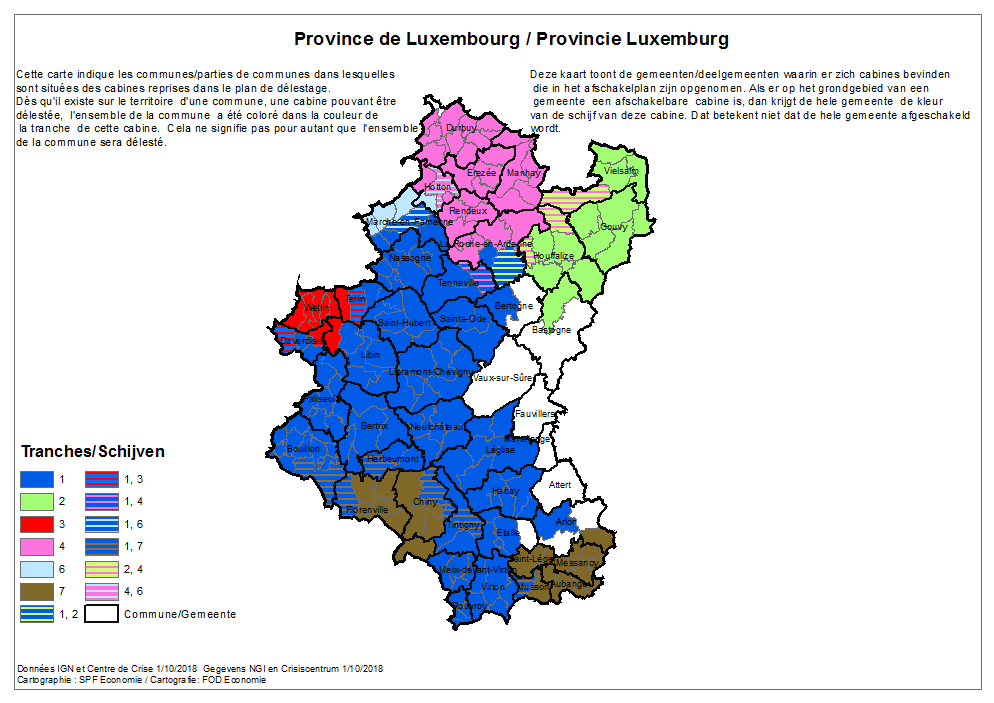 Province de Luxembourg / Provincie Luxemburg
Cette carte indique les communes/parties de communes dans lesquelles
sont situées des cabines reprises dans le plan de délestage.
Dès qu'il existe sur le territoire d'une commune, une cabine pouvant être
délestée, l'ensemble de la commune a été coloré dans la couleur de
la tranche de cette cabine. Cela ne signifie pas pour autant que l'ensemble
de la commune sera délesté.
Deze kaart toont de gemeenten/deelgemeenten waarin er zich cabines bevinden
die in het afschakelplan zijn opgenomen. Als er op het grondgebied van een
gemeente een afschakelbare cabine is, dan krijgt de hele gemeente de kleur
van de schijf van deze cabine. Dat betekent niet dat de hele gemeente afgeschakeld
wordt.
Durbuy
Erezée
Manhay
Vielsalm
Hotton
Rendeux
Marche-en-Famenne
Gouvy
La Roche-en-Ardenne
Houffalize
Nassogne
Tenneville
Bertogne
Wellin
Tellin
Saint-Hubert
Sainte-Ode
Bastogne
Daverdisse
Libin
Libramont-Chevigny
Vaux-sur-Sûre
Paliseul
Fauvillers
Bertrix
Neufchâteau
Martelange
Bouillon
Léglise
Herbeumont
Attert
Habay
Chiny
Florenville
Tintigny
Arlon
Etalle
Saint-Léger
Messancy
Meix-devant-Virton
Aubange
Virton
Musson
Rouvroy
Tranches/Schijven
1
1, 3
2
1, 4
3
1, 6
4
1, 7
6
2, 4
7
4, 6
1, 2
Commune/Gemeente
Données IGN et Centre de Crise 1/10/2018 Gegevens NGI en Crisiscentrum 1/10/2018
Cartographie : SPF Economie / Cartografie: FOD Economie